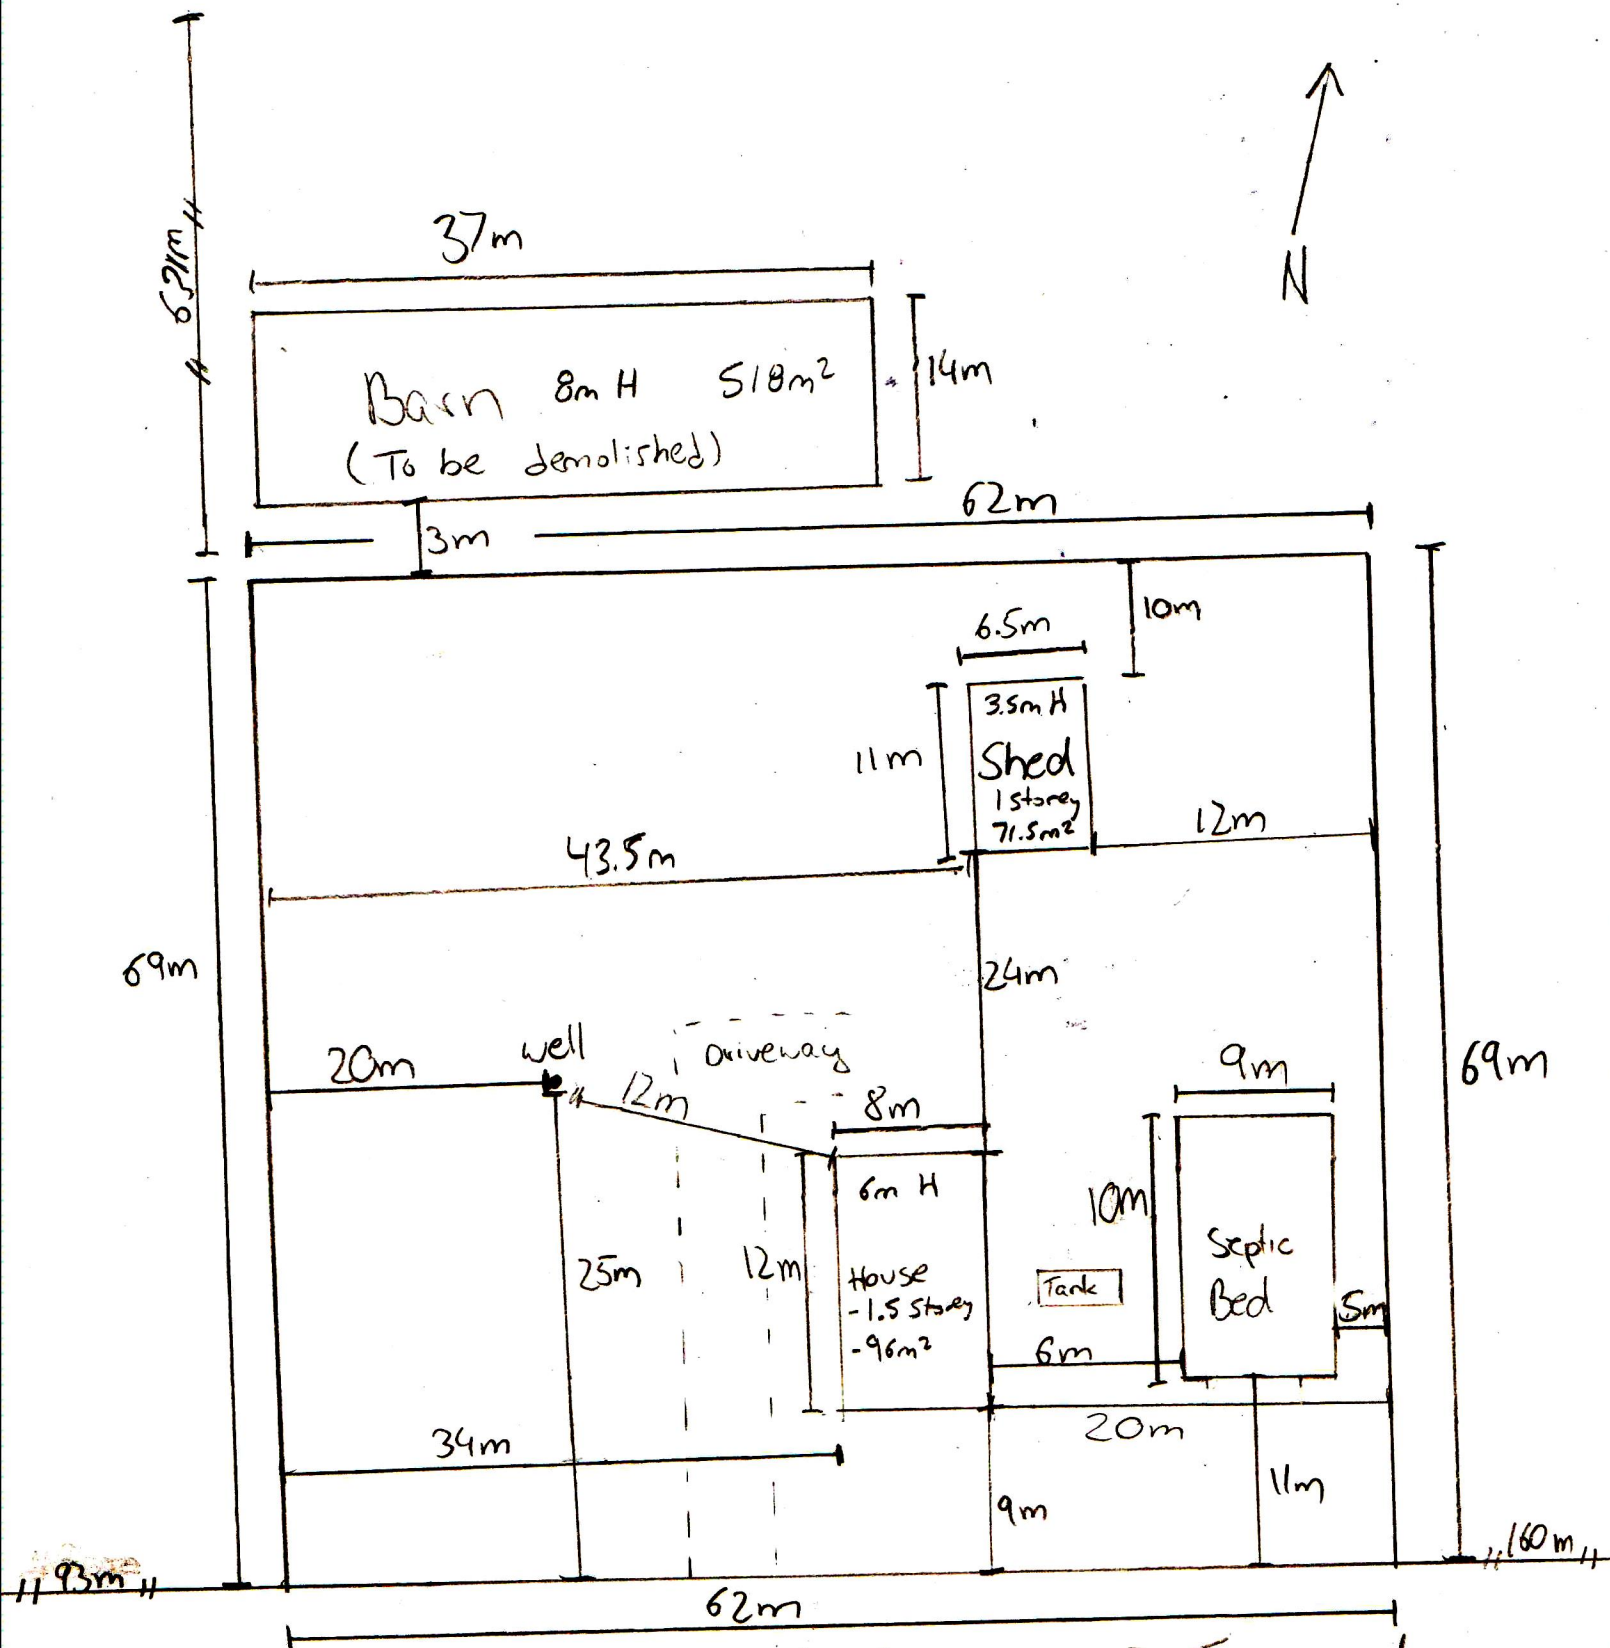 N
37m
Barn 8m H 518m²
(To be demolished)
14m
62m
3m
10m
6.5m
3.5m H
Shed
1 storey
71.5m²
11m
12m
43.5m
24m
69m
well
20m
12m
Driveway
8m
9m
69m
6m H
10m
Septic
Bed
25m
12m
House
-1.5 Storey
-96m²
Tank
5m
6m
20m
34m
9m
11m
93m
160m
62m